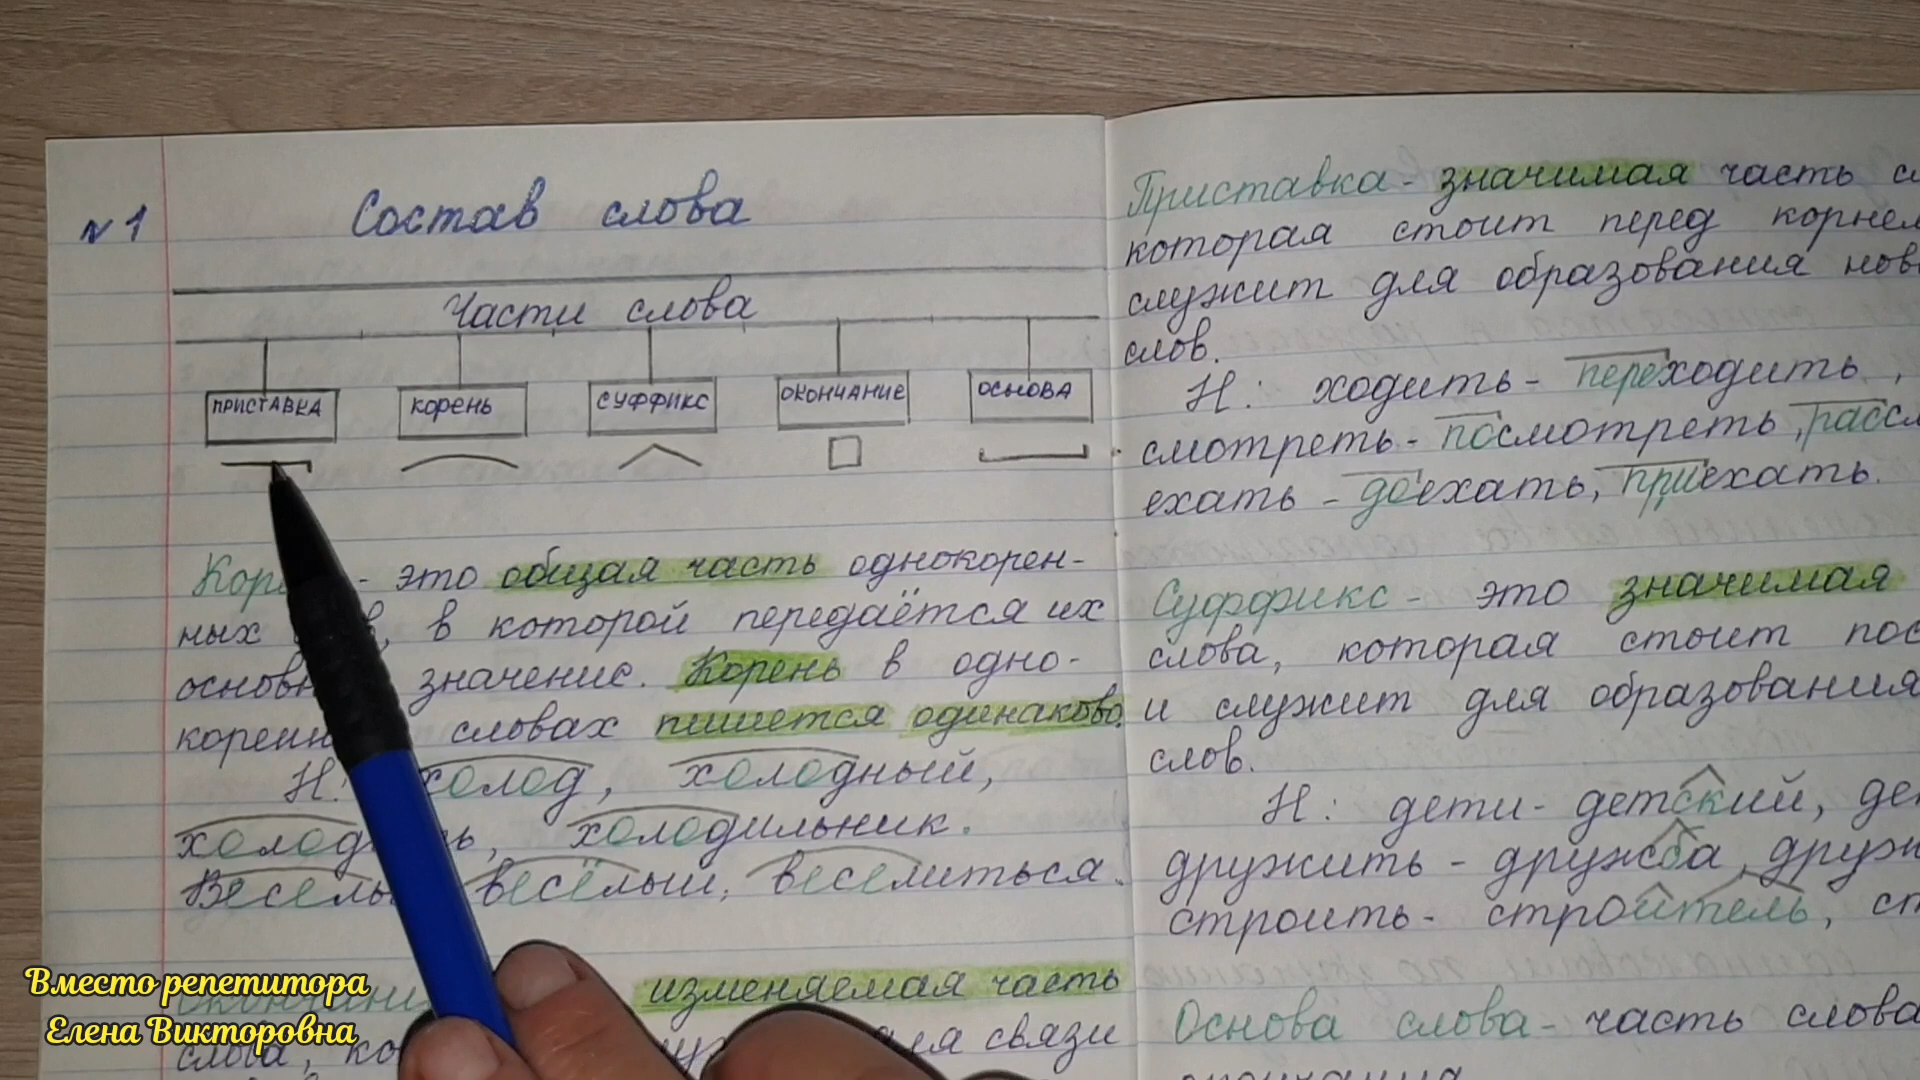 №1
Состав слова
Части слова
ПРИСТАВКА КОРЕНЬ СУФФИКС ОКОНЧАНИЕ ОСНОВА
- это общая часть однокорен-
ных в которой передаётся их
значение. Корень в одно-
словах пишется одинаково.
Н: холод, холодный,
холодильник.
весёлый, веселиться.
изменяемая часть
слова, для связи
Приставка - значимая часть
которая стоит перед
служит для образования
слов.
Н: ходить - переходить,
смотреть - посмотреть,
ехать - доехать, приехать.
Суффикс - это значимая
слова, которая стоит
и служит для образования
слов.
Н: дети - детский,
дружить - дружба,
строить - строитель,
Основа слова - часть слова
Вместо репетитора
Елена Викторовна